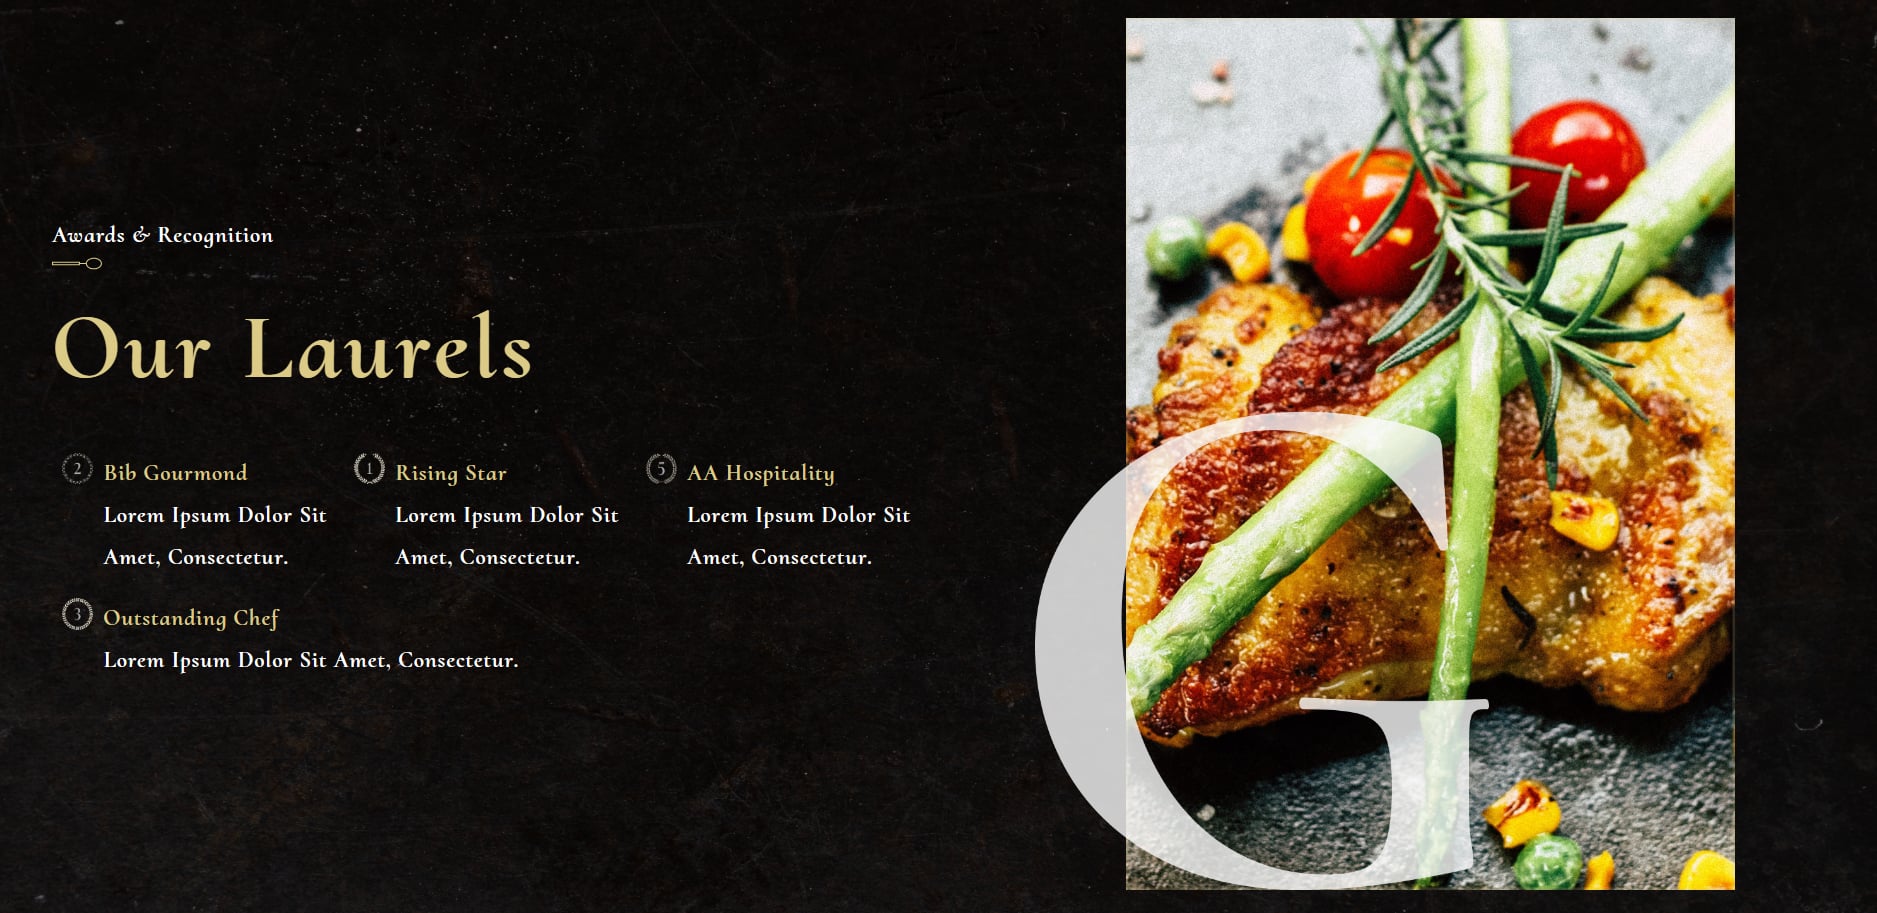 Awards & Recognition
Our Laurels
2 Bib Gourmond
Lorem Ipsum Dolor Sit
Amet, Consectetur.
1 Rising Star
Lorem Ipsum Dolor Sit
Amet, Consectetur.
5 AA Hospitality
Lorem Ipsum Dolor Sit
Amet, Consectetur.
3 Outstanding Chef
Lorem Ipsum Dolor Sit Amet, Consectetur.
G